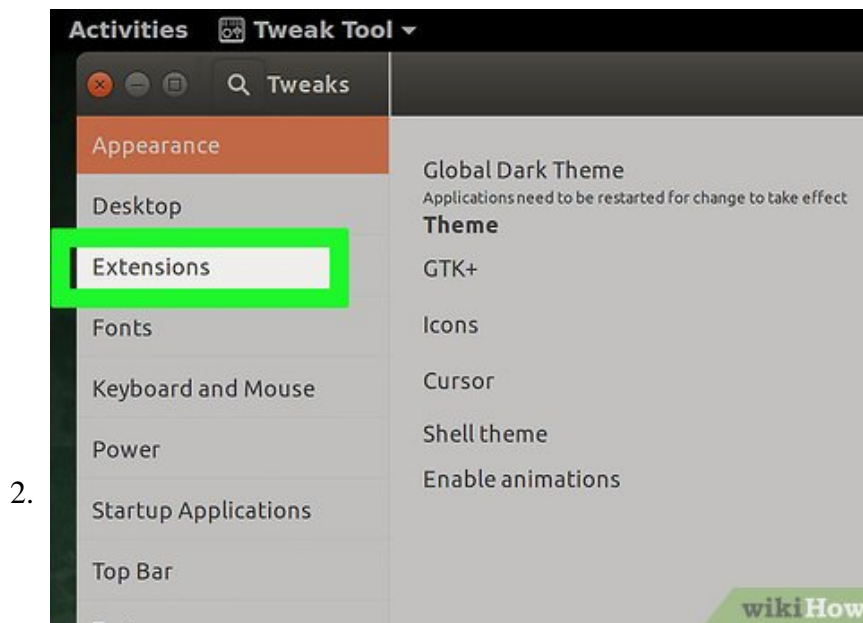 Activities Tweak Tool
Tweaks
Appearance
Desktop
Extensions
Fonts
Keyboard and Mouse
Power
Startup Applications
Top Bar
Global Dark Theme
Applications need to be restarted for change to take effect
Theme
GTK+
Icons
Cursor
Shell theme
Enable animations
2.
wikiHow